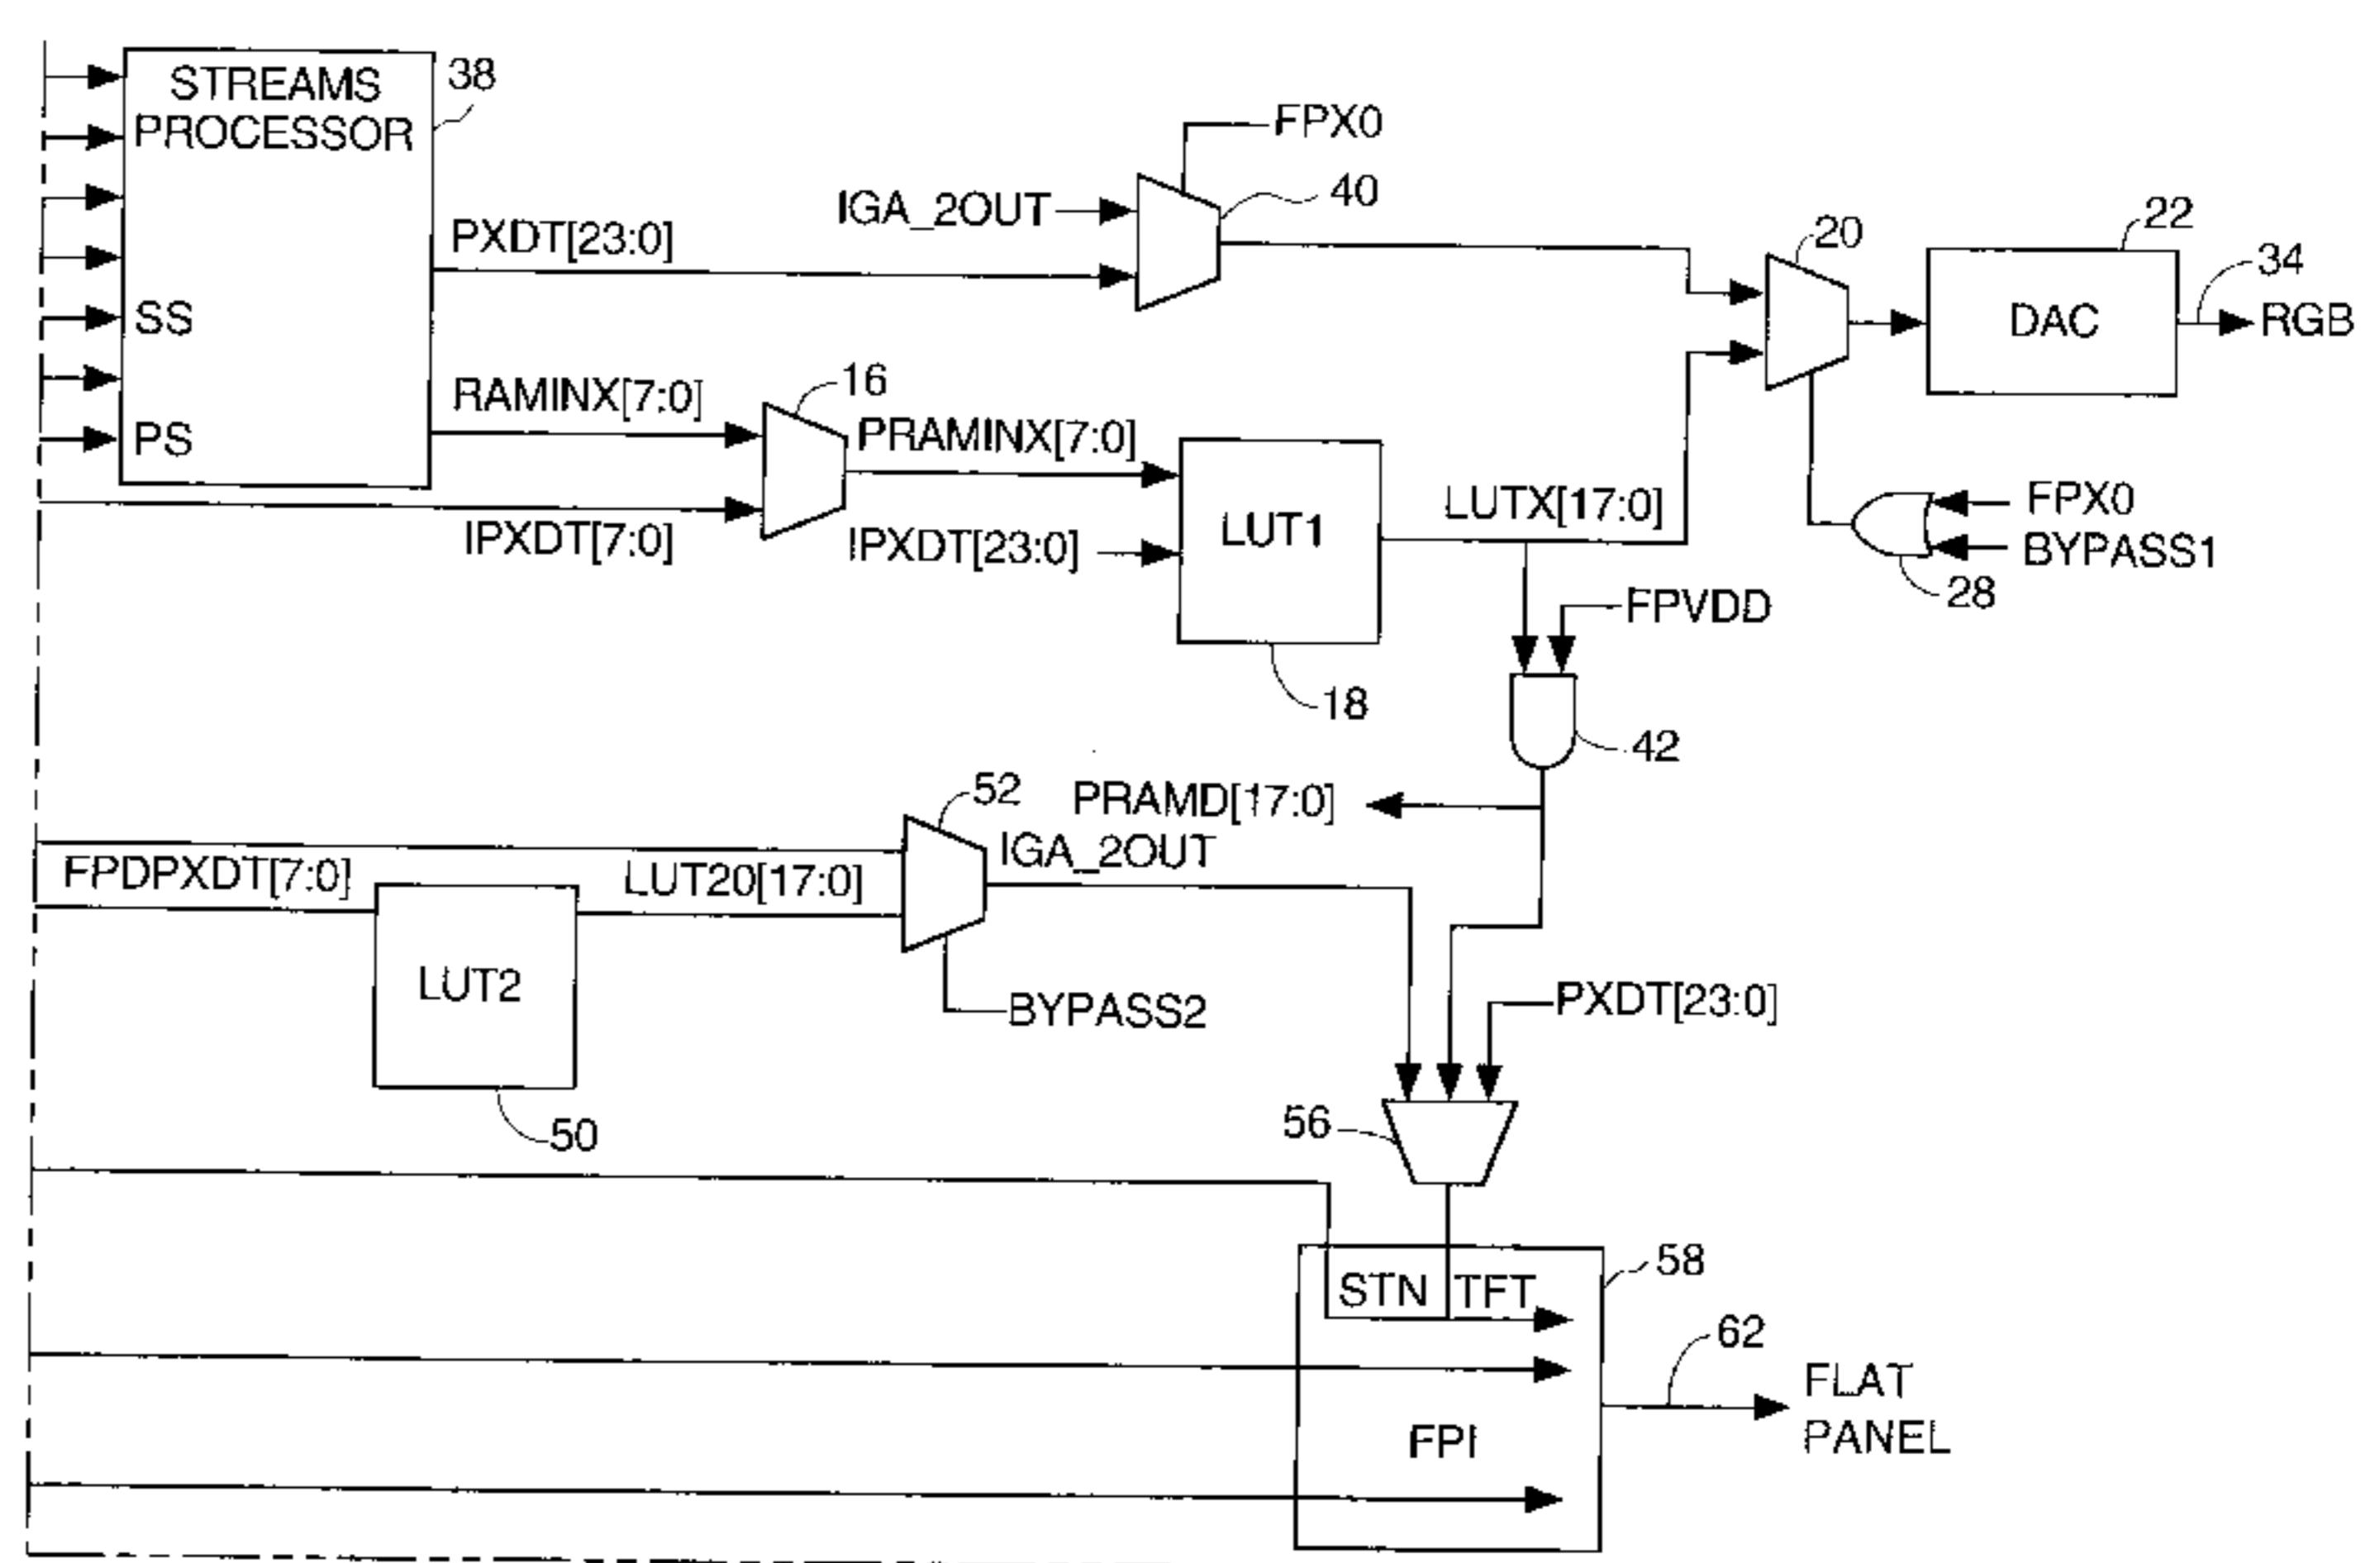 STREAMS
PROCESSOR
38
SS
PS
PXDT[23:0]
RAMINX[7:0]
IPXDT[7:0]
16
PRAMINX[7:0]
IPXDT[23:0]
FPX0
IGA_2OUT
40
20
22
DAC
34
RGB
LUT1
18
LUTX[17:0]
FPX0
BYPASS1
28
FPVDD
42
PRAMD[17:0]
52
IGA_2OUT
FPDPXDT[7:0]
LUT20[17:0]
LUT2
50
BYPASS2
PXDT[23:0]
56
STN
TFT
58
62
FPI
FLAT
PANEL